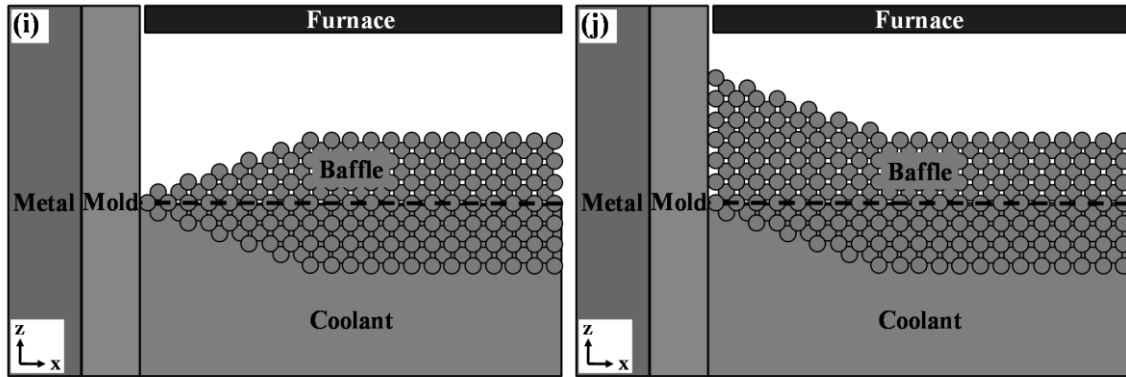 (i)
Furnace
Baffle
Metal
Mold
Coolant
z
x
(j)
Furnace
Baffle
Metal
Mold
Coolant
z
x